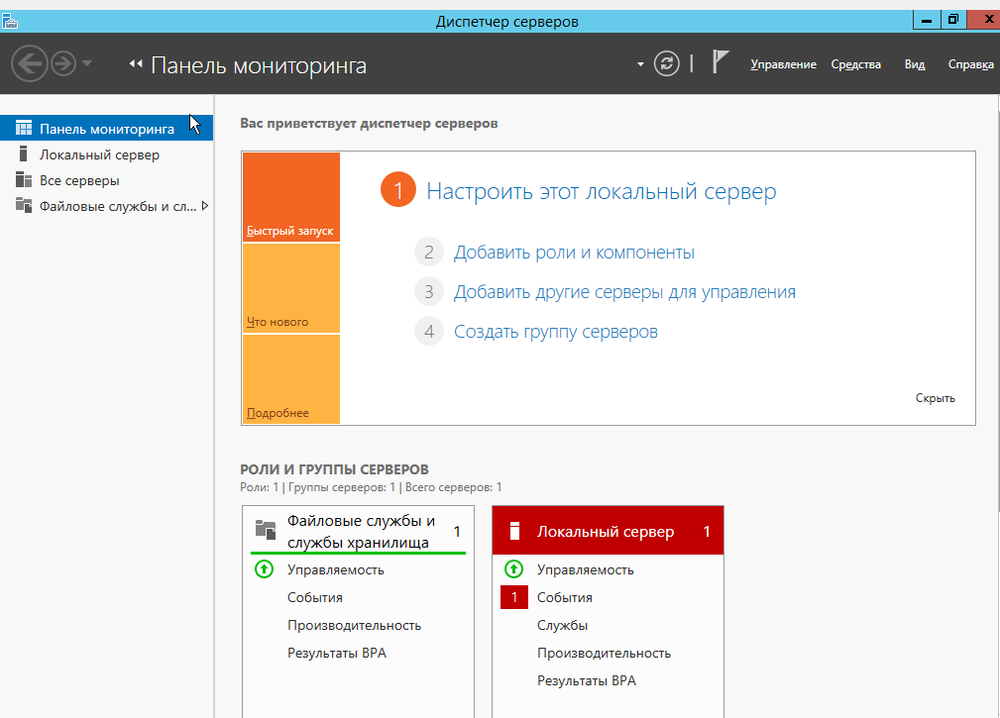 Диспетчер серверов
Панель мониторинга
Управление Средства Вид Справка
Панель мониторинга
Локальный сервер
Все серверы
Файловые службы и сл...
Вас приветствует диспетчер серверов
Быстрый запуск
Что нового
Подробнее
1 Настроить этот локальный сервер
2 Добавить роли и компоненты
3 Добавить другие серверы для управления
4 Создать группу серверов
Скрыть
РОЛИ И ГРУППЫ СЕРВЕРОВ
Роли: 1 | Группы серверов: 1 | Всего серверов: 1
Файловые службы и
службы хранилища
1
Управляемость
События
Производительность
Результаты BPA
Локальный сервер 1
Управляемость
1 События
Службы
Производительность
Результаты BPA